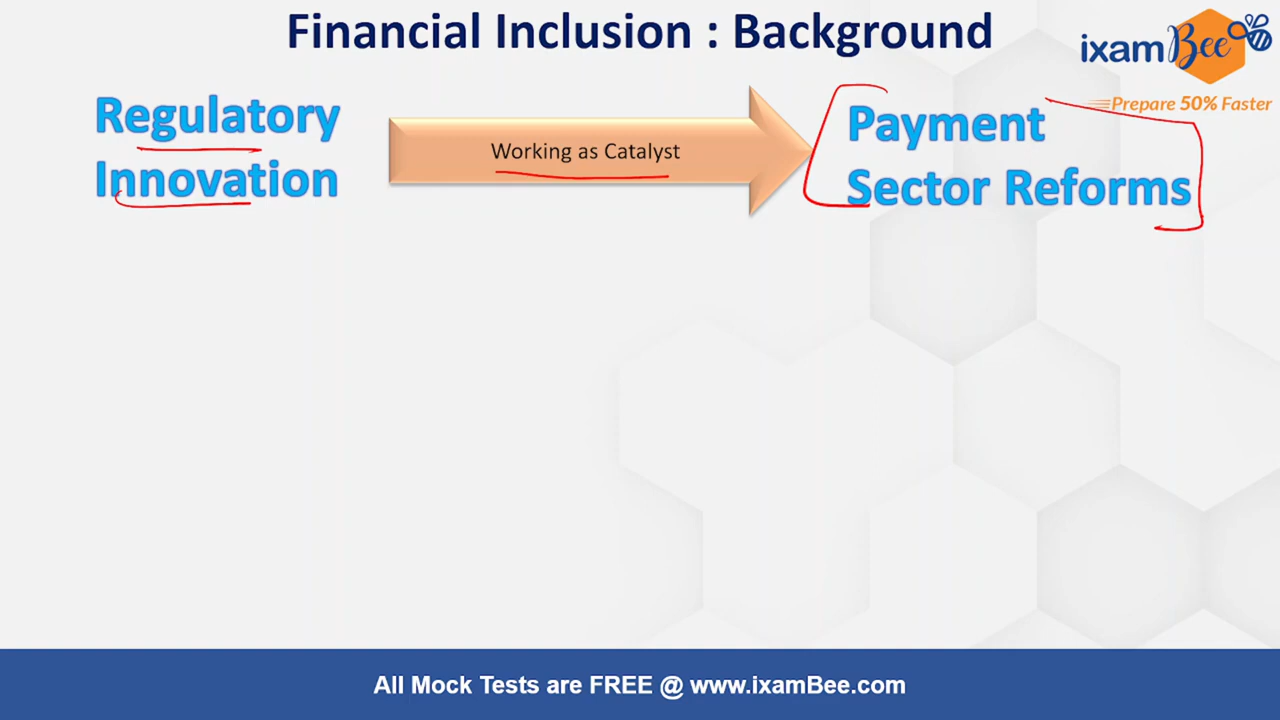 Financial Inclusion : Background
ixamBee
Prepare 50% Faster
Regulatory
Innovation
Working as Catalyst
Payment
Sector Reforms
All Mock Tests are FREE @ www.ixamBee.com